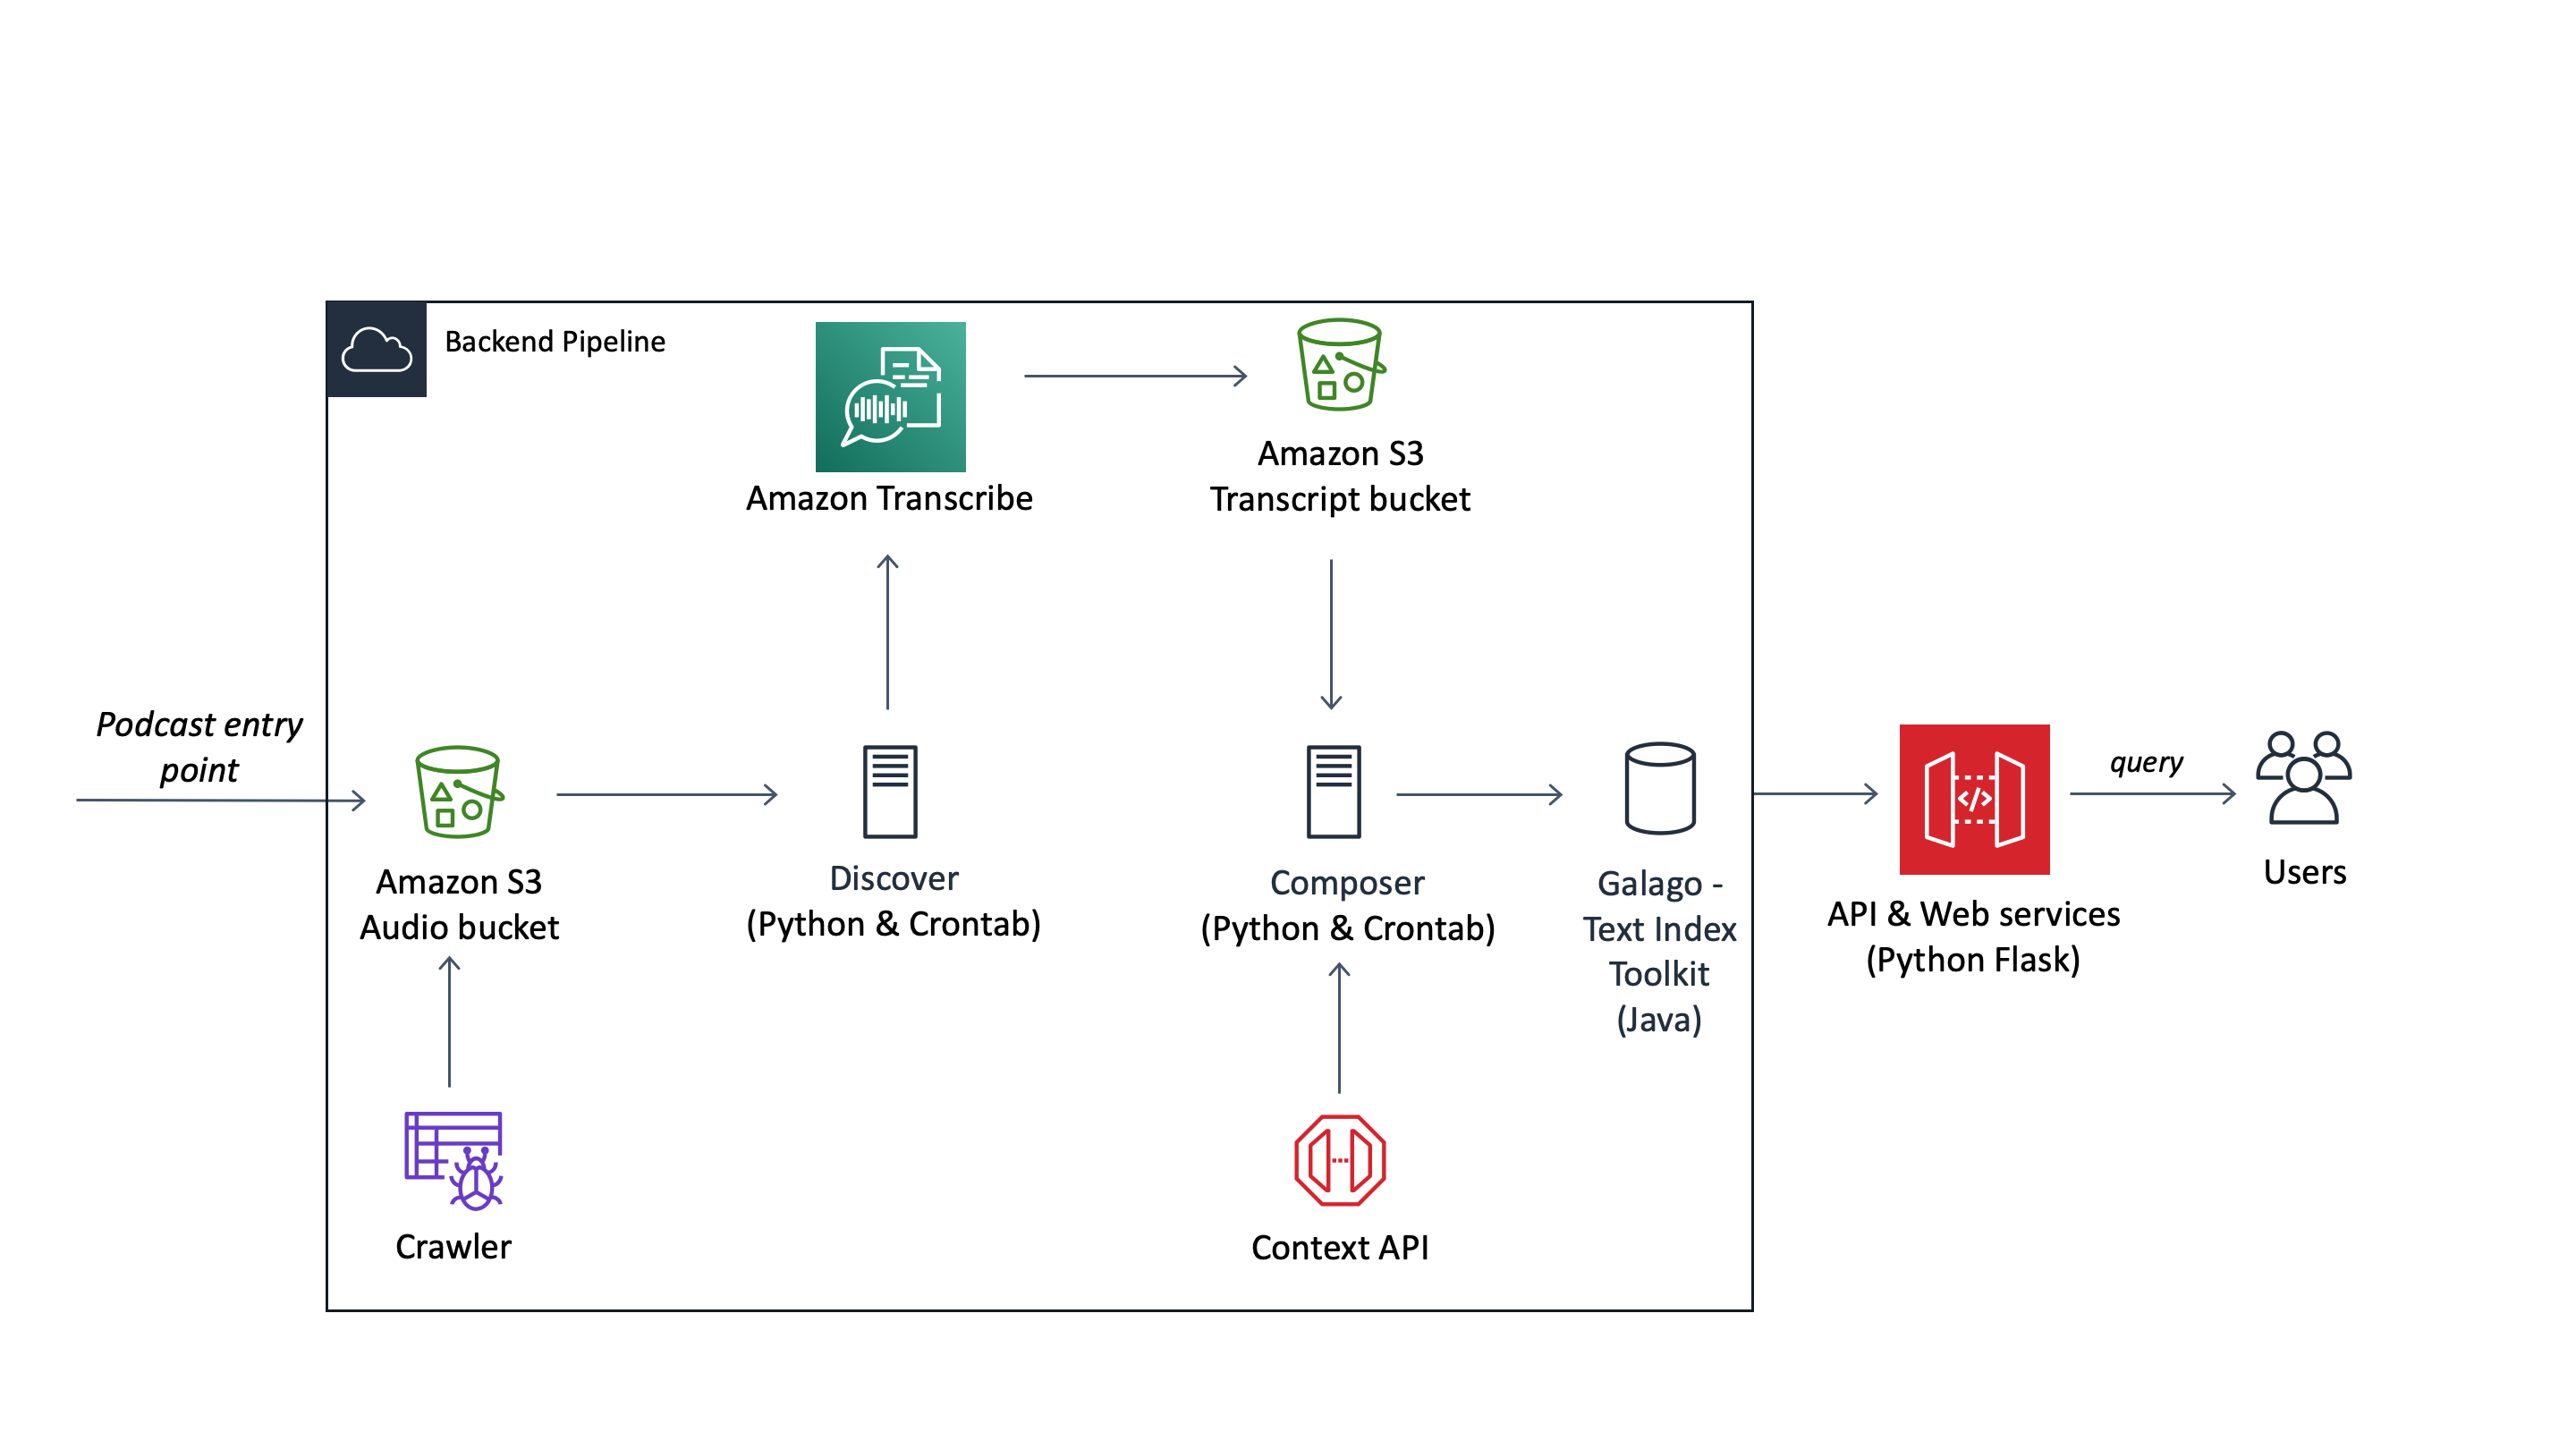 Backend Pipeline
Amazon Transcribe
Amazon S3
Transcript bucket
Podcast entry
point
Amazon S3
Audio bucket
Discover
(Python & Crontab)
Composer
(Python & Crontab)
Galago -
Text Index
Toolkit
(Java)
API & Web services
(Python Flask)
query
Users
Crawler
Context API